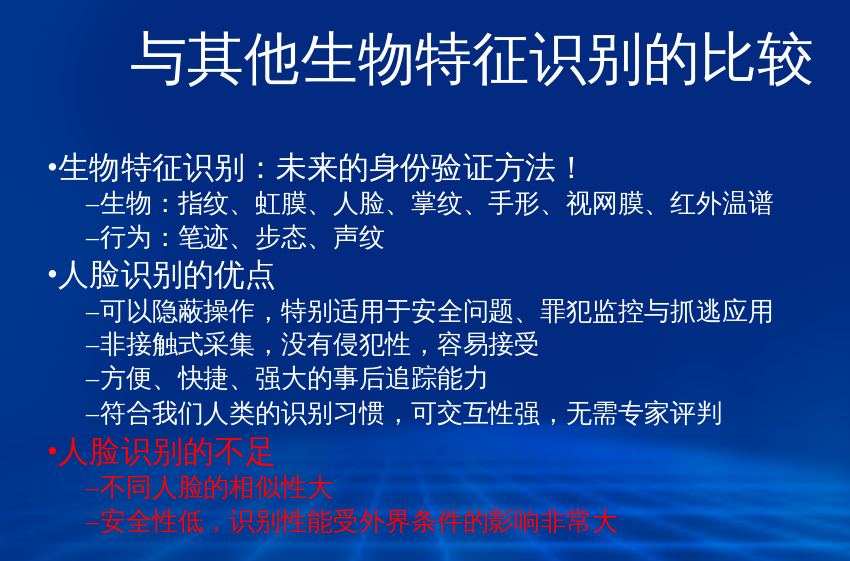 与其他生物特征识别的比较
•生物特征识别：未来的身份验证方法！
–生物：指纹、虹膜、人脸、掌纹、手形、视网膜、红外温谱
–行为：笔迹、步态、声纹
•人脸识别的优点
–可以隐蔽操作，特别适用于安全问题、罪犯监控与抓逃应用
–非接触式采集，没有侵犯性，容易接受
–方便、快捷、强大的事后追踪能力
–符合我们人类的识别习惯，可交互性强，无需专家评判
•人脸识别的不足
–不同人脸的相似性大
–安全性低，识别性能受外界条件的影响非常大